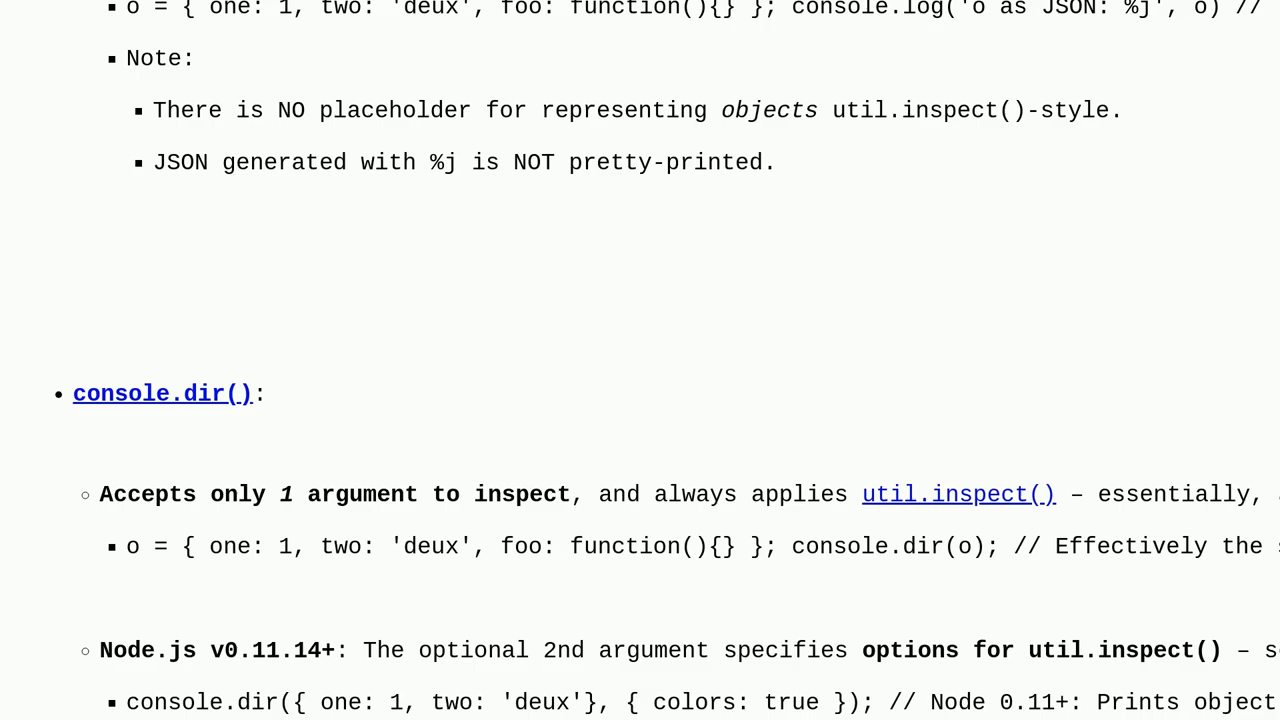 o = { one: 1, two: 'deux', foo: function(){} }; console.log('o as JSON: %j', o) //
Note:
There is NO placeholder for representing objects util.inspect()-style.
JSON generated with %j is NOT pretty-printed.
console.dir():
Accepts only 1 argument to inspect, and always applies util.inspect() – essentially,
o = { one: 1, two: 'deux', foo: function(){} }; console.dir(o); // Effectively the
Node.js v0.11.14+: The optional 2nd argument specifies options for util.inspect() –
console.dir({ one: 1, two: 'deux'}, { colors: true }); // Node 0.11+: Prints object